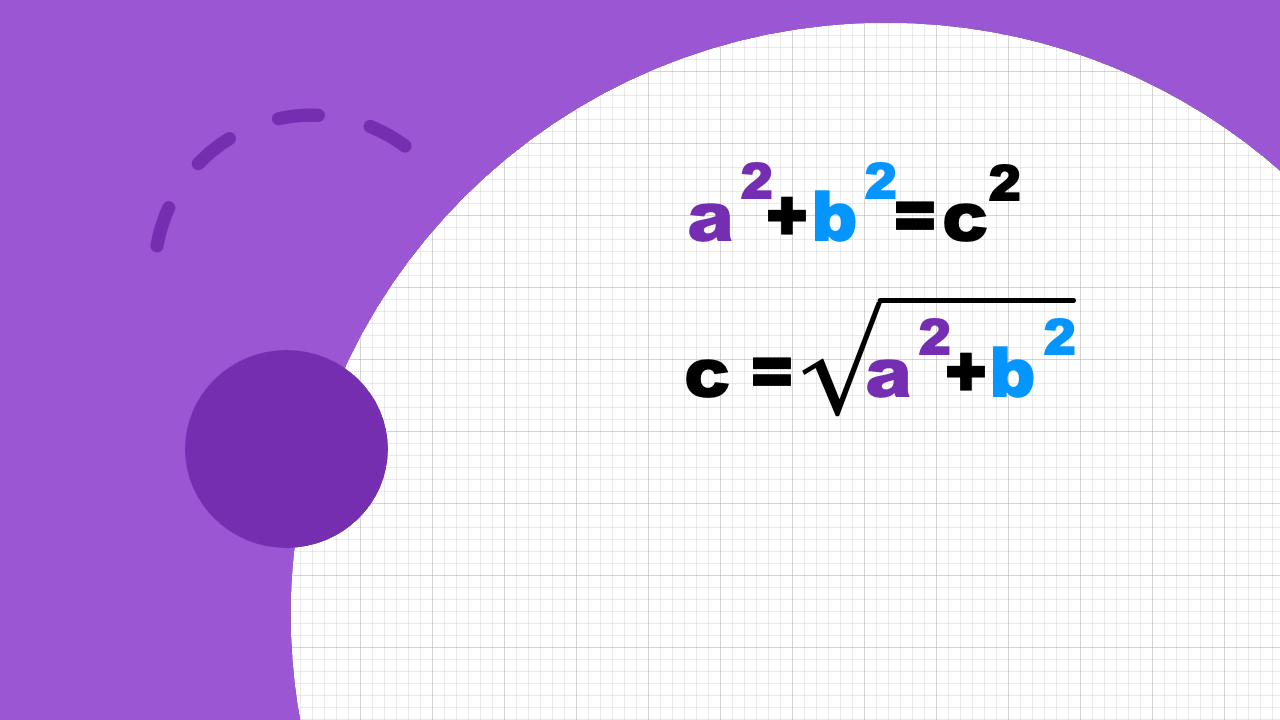 a²+b²=c²
c = √a²+b²